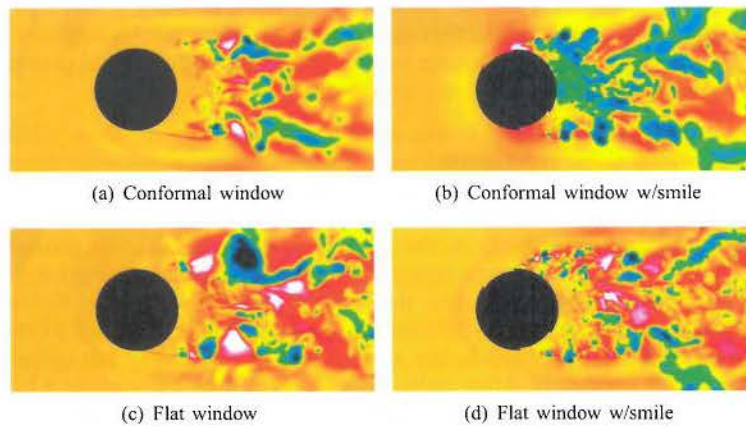 (a) Conformal window
(b) Conformal window w/smile
(c) Flat window
(d) Flat window w/smile